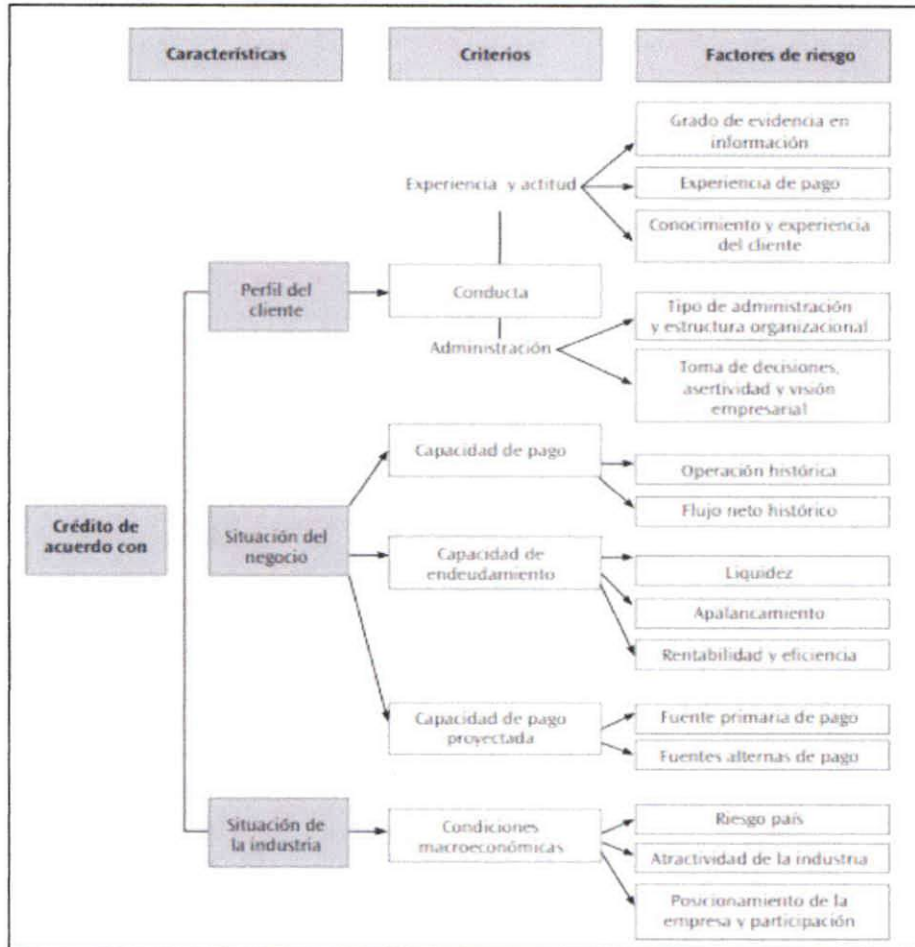 Características
Criterios
Factores de riesgo
Grado de evidencia en
información
Experiencia y actitud
Experiencia de pago
Conocimiento y experiencia
del cliente
Perfil del
cliente
Conducta
Tipo de administración
y estructura organizacional
Administración
Toma de decisiones,
asertividad y visión
empresarial
Capacidad de pago
Operación histórica
Flujo neto histórico
Crédito de
acuerdo con
Situación del
negocio
Capacidad de
endeudamiento
Liquidez
Apalancamiento
Rentabilidad y eficiencia
Capacidad de pago
proyectada
Fuente primaria de pago
Fuentes alternas de pago
Situación de
la industria
Condiciones
macroeconómicas
Riesgo país
Atractividad de la industria
Posicionamiento de la
empresa y participación